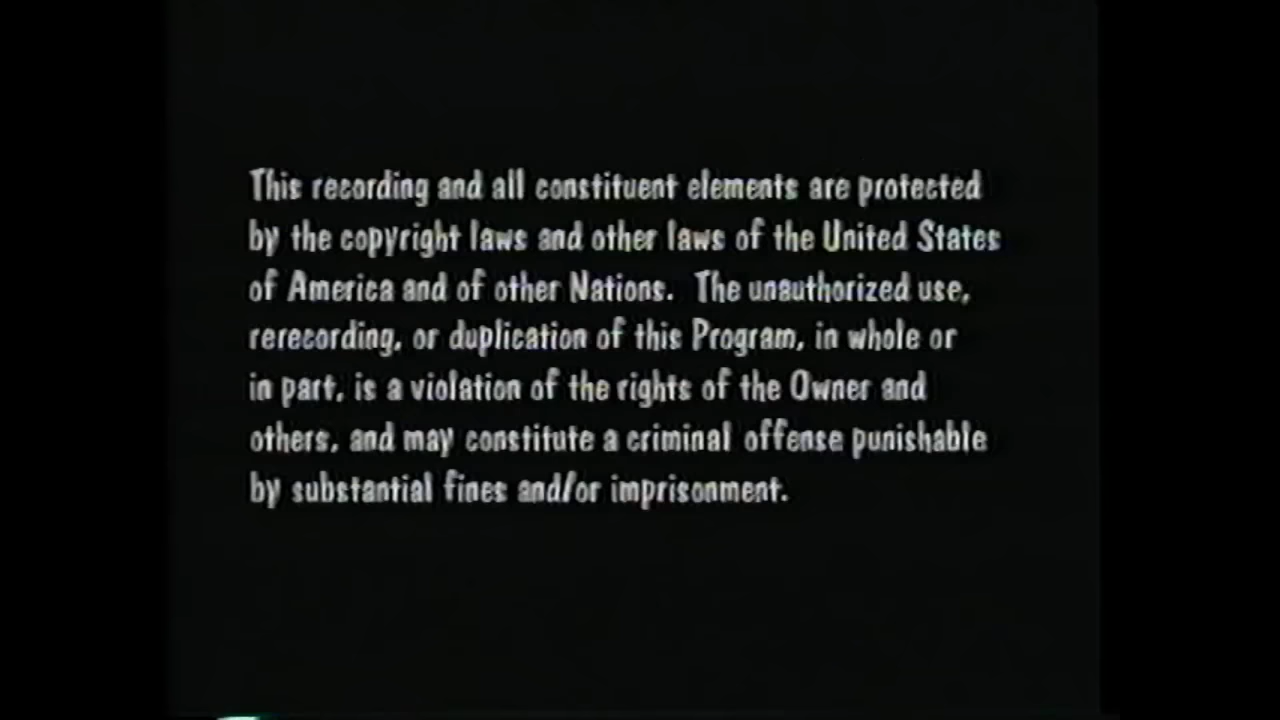 This recording and all constituent elements are protected
by the copyright laws and other laws of the United States
of America and of other Nations.  The unauthorized use,
rerecording, or duplication of this Program, in whole or
in part, is a violation of the rights of the Owner and
others, and may constitute a criminal offense punishable
by substantial fines and/or imprisonment.